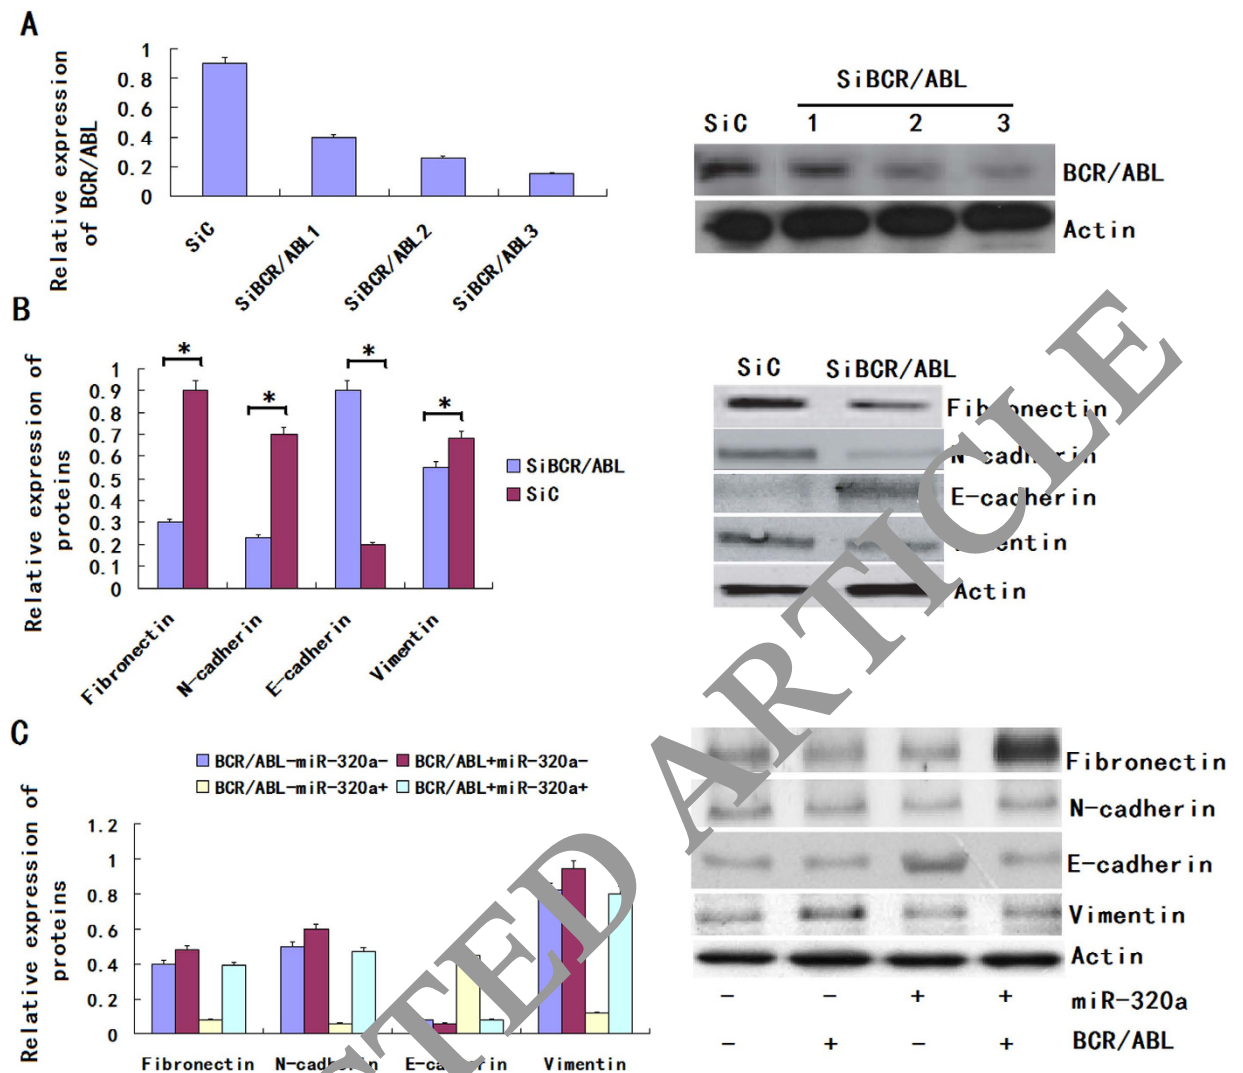 A
Relative expression
of BCR/ABL
1
0.8
0.6
0.4
0.2
0
SiC
SiBCR/ABL1
SiBCR/ABL2
SiBCR/ABL3
SiBCR/ABL
SiC 1 2 3
BCR/ABL
Actin
B
Relative expression of
proteins
1
0.9
0.8
0.7
0.6
0.5
0.3
0.2
0.1
0
* * * *
Fibronectin
N-cadherin
E-cadherin
Vimentin
SiBCR/ABL
SiC
SiC SiBCR/ABL
Fibronectin
N-cadherin
E-cadherin
Vimentin
Actin
C
Relative expression of
proteins
BCR/ABL-miR-320a- BCR/ABL+miR-320a-
BCR/ABL-miR-320a+ BCR/ABL+miR-320a+
1.2
1
0.8
0.6
0.4
0.2
0
Fibronectin N-cadherin E-cadherin Vimentin
Fibronectin
N-cadherin
E-cadherin
Vimentin
Actin
- - + + miR-320a
- + - + BCR/ABL
ARTICLE